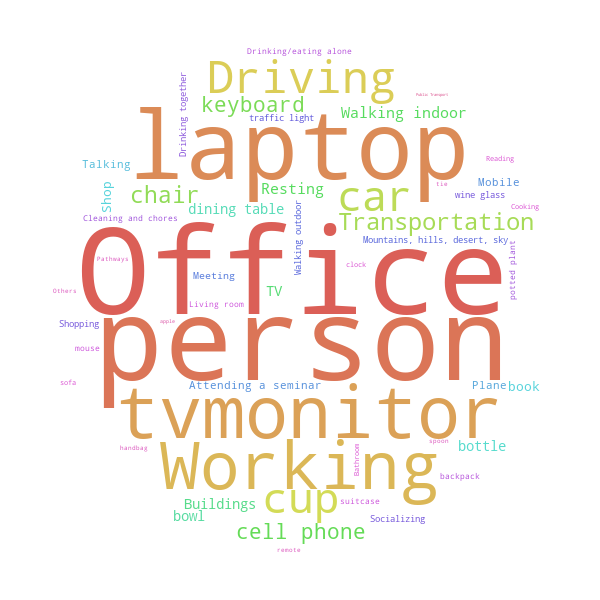 Drinking/eating alone
Driving
Drinking together
Public Transport
keyboard
traffic light
Walking indoor
laptop
Talking
Reading
Shop
chair
Resting
car
tie
Mobile
wine glass
Cooking
Cleaning and chores
dining table
Walking outdoor
Transportation
Office
Mountains, hills, desert, sky
potted plant
Pathways
Meeting
clock
Others
TV
Living room
Shopping
apple
person
mouse
sofa
Attending a seminar
Plane
book
tvmonitor
handbag
Working
Bathroom
spoon
bottle
backpack
cup
suitcase
Buildings
bowl
Socializing
cell phone
remote